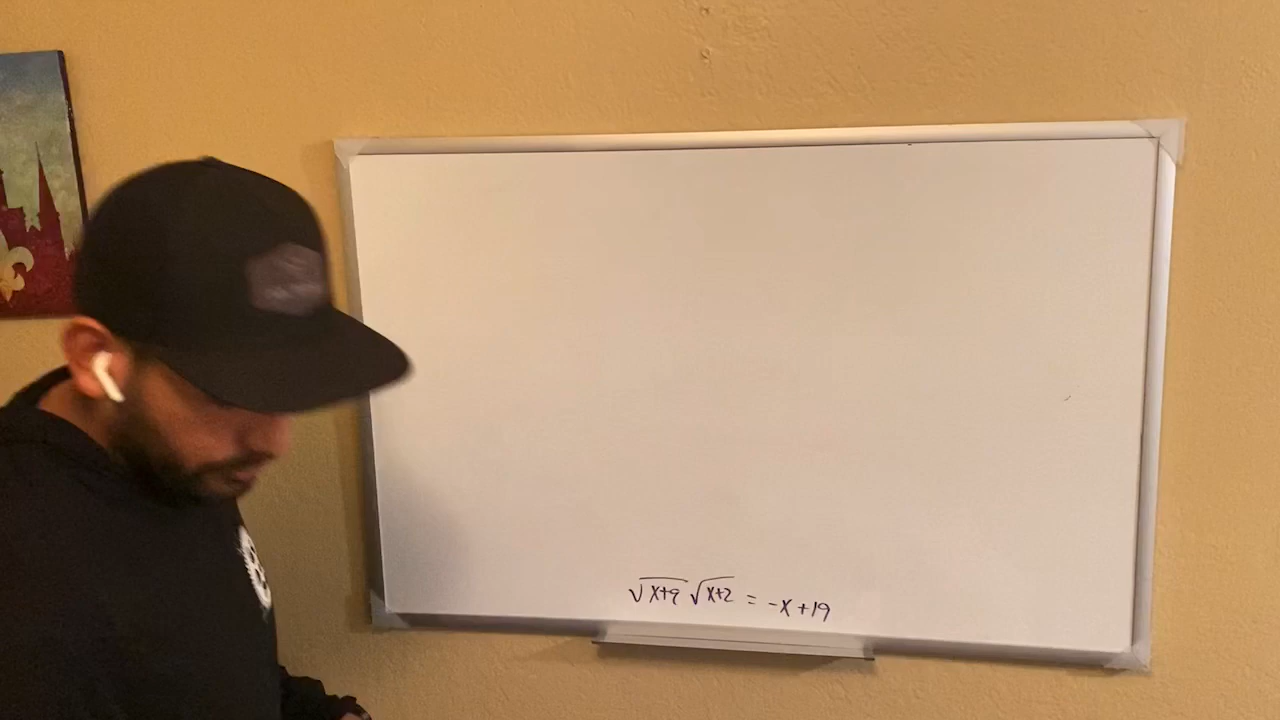 √x+9 √x+2 = -x+19